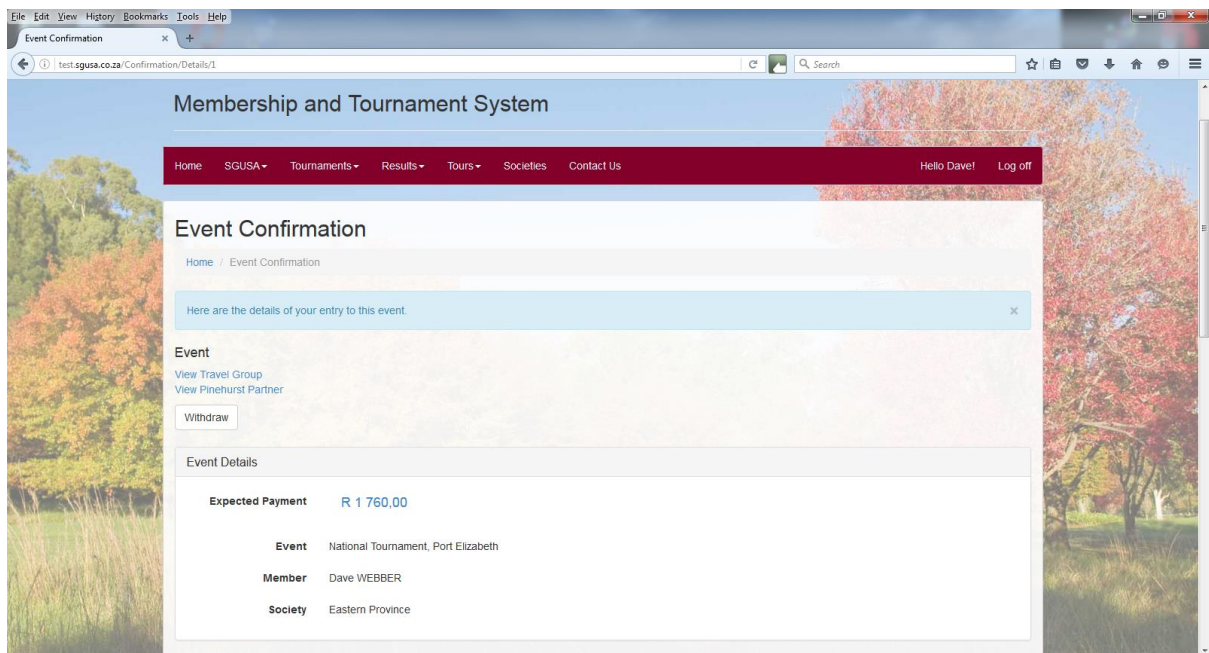 File Edit View History Bookmarks Tools Help
Event Confirmation × +
test.sgusa.co.za/Confirmation/Details/1 Search
Membership and Tournament System
Home SGUSA Tournaments Results Tours Societies Contact Us Hello Dave! Log off
Event Confirmation
Home / Event Confirmation
Here are the details of your entry to this event. ×
Event
View Travel Group
View Pinehurst Partner
Withdraw
Event Details
Expected Payment R 1 760,00
Event National Tournament, Port Elizabeth
Member Dave WEBBER
Society Eastern Province